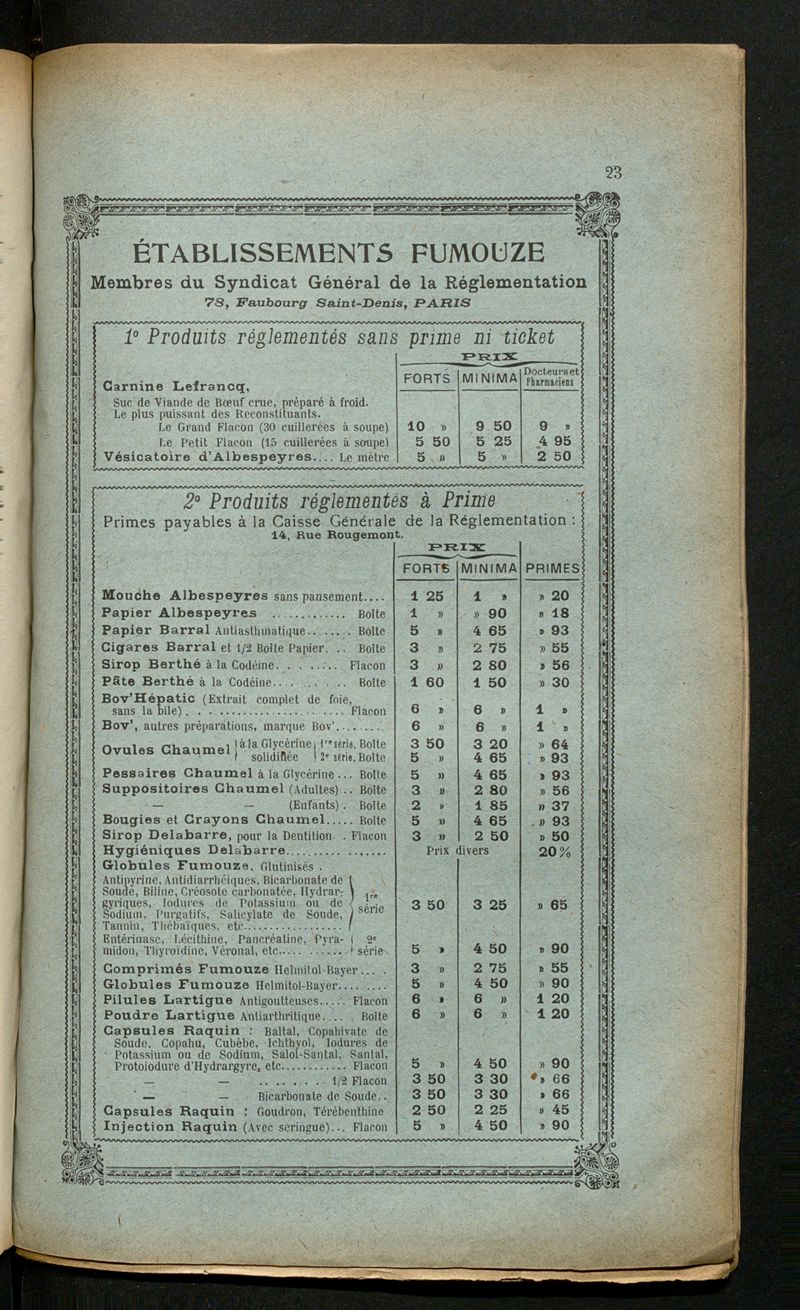 23
ÉTABLISSEMENTS FUMOUZE
Membres du Syndicat Général de la Réglementation
78, Faubourg Saint-Denis, PARIS
1º Produits réglementés sans prime ni ticket
PRIX
FORTS MINIMA Docteurs et Pharmaciens
Carnine Lefrancq,
Suc de Viande de Bœuf crue, préparé à froid.
Le plus puissant des Reconstituants.
Le Grand Flacon (30 cuillerées à soupe) 10 » 9 50 9 »
Le Petit Flacon (15 cuillerées à soupe) 5 50 5 25 4 95
Vésicatoire d'Albespeyres.... Le mètre 5 » 5 » 2 50
2º Produits réglementés à Prime
Primes payables à la Caisse Générale de la Réglementation :
14, Rue Rougemont.
PRIX
FORTS MINIMA PRIMES
Mouche Albespeyres sans pansement.... 1 25 1 » » 20
Papier Albespeyres ............ Boîte 1 » » 90 » 18
Papier Barral Antiasthmatique........ Boîte 5 » 4 65 » 93
Cigares Barral et 1/2 Boîte Papier. .. Boîte 3 » 2 75 » 55
Sirop Berthé à la Codéine. . . . ..... Flacon 3 » 2 80 » 56
Pâte Berthé à la Codéine.. . . . . .. Boîte 1 60 1 50 » 30
Bov'Hépatic (Extrait complet de foie,
sans la bile). . ................ Flacon 6 » 6 » 1 »
Bov', autres préparations, marque Bov'........ 6 » 6 » 1 »
Ovules Chaumel à la Glycérine 1re série, Boîte 3 50 3 20 » 64
solidifiée 2e série, Boîte 5 » 4 65 » 93
Pessaires Chaumel à la Glycérine... Boîte 5 » 4 65 » 93
Suppositoires Chaumel (Adultes).. Boîte 3 » 2 80 » 56
— — (Enfants). Boîte 2 » 1 85 » 37
Bougies et Crayons Chaumel..... Boîte 5 » 4 65 » 93
Sirop Delabarre, pour la Dentition. . Flacon 3 » 2 50 » 50
Hygiéniques Delabarre.................. Prix divers 20 %
Globules Fumouze, Glutinisés .
Antipyrine, Antidiarrhéiques, Bicarbonate de
Soude, Biline, Créosote carbonatée, Hydrar-
gyriques, Iodures de Potassium ou de
Sodium, Purgatifs, Salicylate de Soude,
Tannin, Thébaïques, etc.................... 1re série 3 50 3 25 » 65
Entérinase, Lécithine, Pancréatine, Pyra-
midon, Thyroïdine, Véronal, etc............. 2e série 5 » 4 50 » 90
Comprimés Fumouze Helmitol-Bayer.... 3 » 2 75 » 55
Globules Fumouze Helmitol-Bayer........ 5 » 4 50 » 90
Pilules Lartigue Antigoutteuses...... Flacon 6 » 6 » 1 20
Poudre Lartigue Antiarthritique. ... . Boîte 6 » 6 » 1 20
Capsules Raquin : Baltal, Copahivate de
Soude, Copahu, Cubèbe, Ichthyol, Iodures de
Potassium ou de Sodium, Salol-Santal, Santal,
Protoiodure d'Hydrargyre, etc............ Flacon 5 » 4 50 » 90
— — ........ 1/2 Flacon 3 50 3 30 » 66
— — Bicarbonate de Soude.. 3 50 3 30 » 66
Capsules Raquin : Goudron, Térébenthine 2 50 2 25 » 45
Injection Raquin (Avec seringue)... Flacon 5 » 4 50 » 90